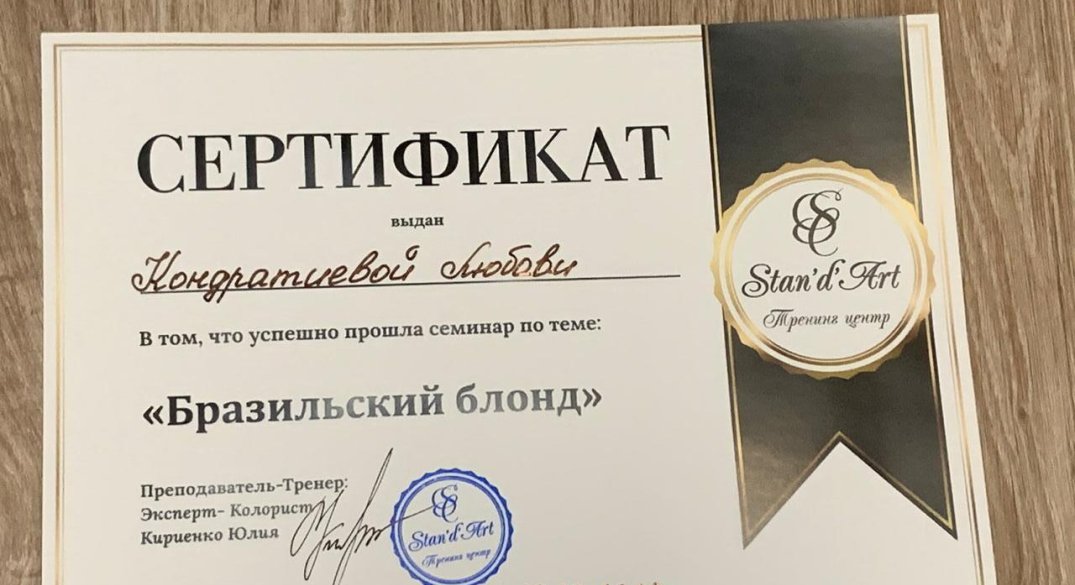 СЕРТИФИКАТ
выдан
Кондратиевой Любови
В том, что успешно прошла семинар по теме:
«Бразильский блонд»
Преподаватель-Тренер:
Эксперт- Колорист
Кириенко Юлия
Stan'd'Art
Тренинг центр
Stan'd'Art
Тренинг центр